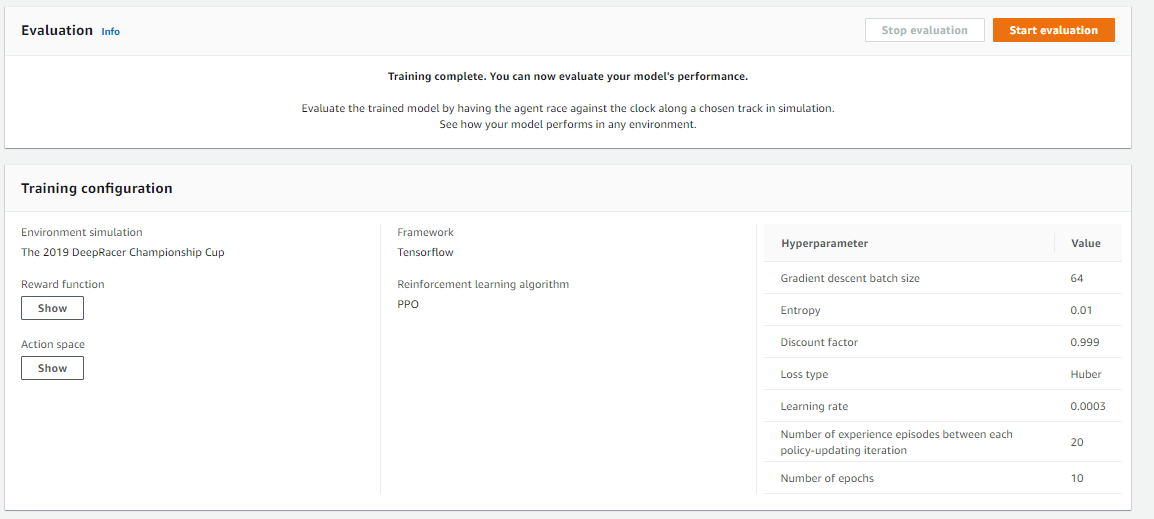 Evaluation Info
Stop evaluation
Start evaluation
Training complete. You can now evaluate your model's performance.
Evaluate the trained model by having the agent race against the clock along a chosen track in simulation.
See how your model performs in any environment.
Training configuration
Environment simulation
The 2019 DeepRacer Championship Cup
Reward function
Show
Action space
Show
Framework
Tensorflow
Reinforcement learning algorithm
PPO
Hyperparameter Value
Gradient descent batch size 64
Entropy 0.01
Discount factor 0.999
Loss type Huber
Learning rate 0.0003
Number of experience episodes between each
policy-updating iteration 20
Number of epochs 10